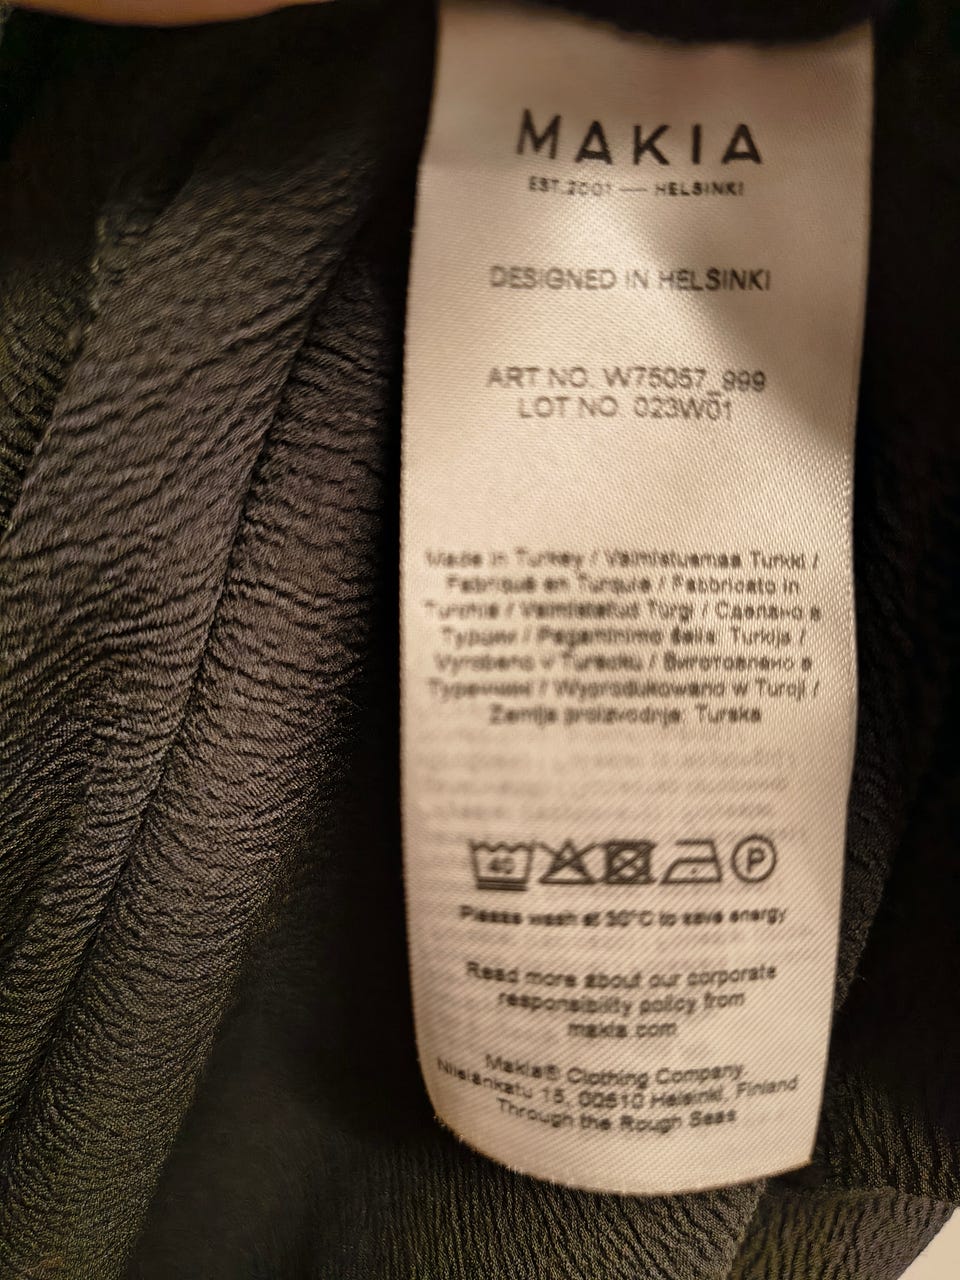 MAKIA
EST.2001 — HELSINKI
DESIGNED IN HELSINKI
ART NO. W75057_999
LOT NO. 023W01
Made in Turkey / Valmistusmaa Turkki /
Fabriqué en Turquie / Fabbricato in
Turchia / Valmistatud Türgi / Сделано в
Турции / Pagaminimo šalis: Turkija /
Vyrobeno v Turecku / Виготовлено в
Туреччині / Wyprodukowano w Turcji /
Zemlja proizvodnje: Turska
40
P
Please wash at 30°C to save energy
Read more about our corporate
responsibility policy from
makia.com
Makia® Clothing Company,
Nilsiänkatu 15, 00510 Helsinki, Finland
Through the Rough Seas